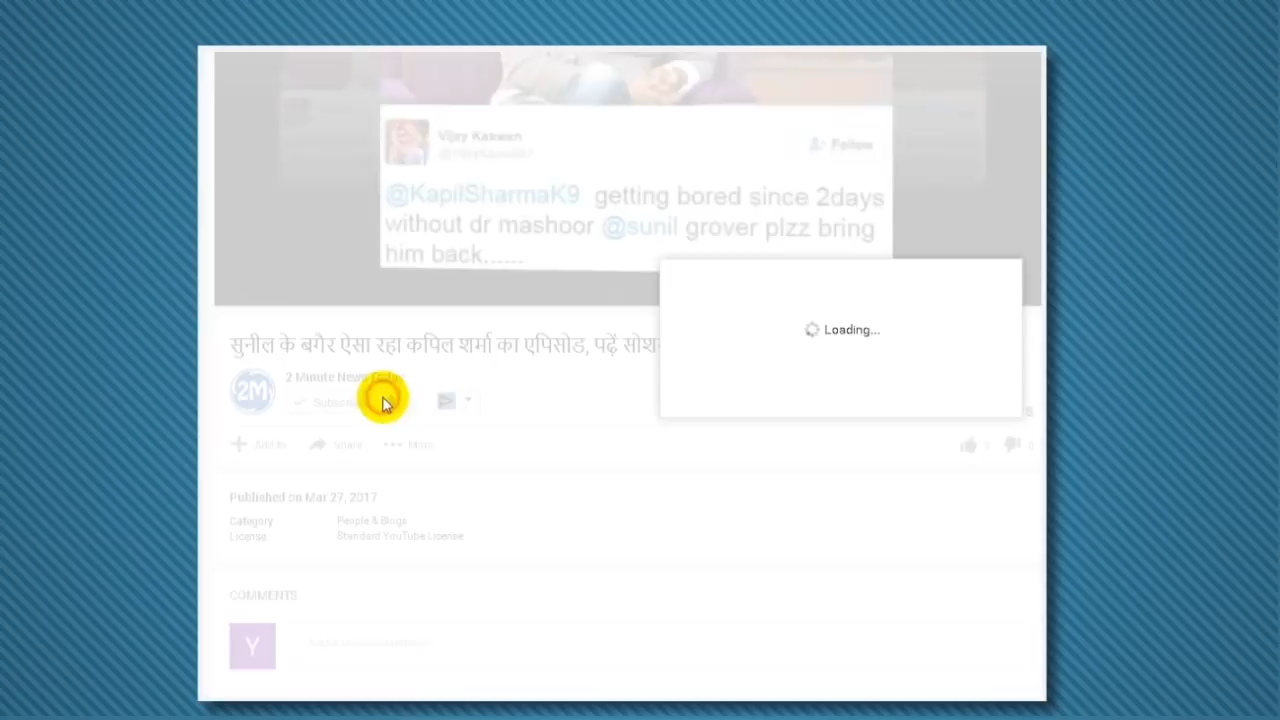 Vijay Kaswan
Follow
@KapilSharmaK9 getting bored since 2days
without dr mashoor @sunil grover plzz bring
him back......
Loading...
सुनील के बगैर ऐसा रहा कपिल शर्मा का एपिसोड, पढ़ें सोश
2M
2 Minute News
Add to
Share
More
Published on Mar 27, 2017
Category
People & Blogs
License
Standard YouTube License
COMMENTS
Y